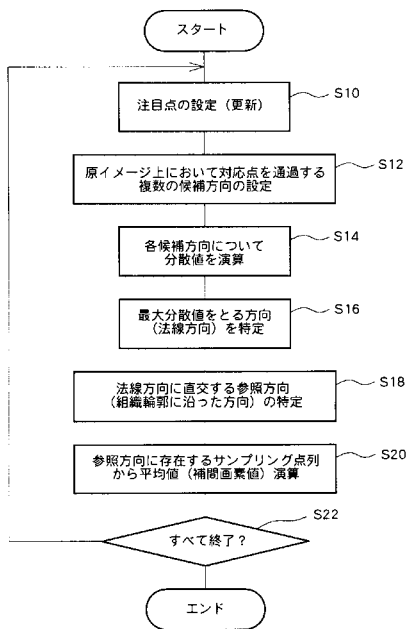 スタート
注目点の設定（更新）
S10
原イメージ上において対応点を通過する
複数の候補方向の設定
S12
各候補方向について
分散値を演算
S14
最大分散値をとる方向
（法線方向）を特定
S16
法線方向に直交する参照方向
（組織輪郭に沿った方向）の特定
S18
参照方向に存在するサンプリング点列
から平均値（補間画素値）演算
S20
すべて終了？
S22
エンド